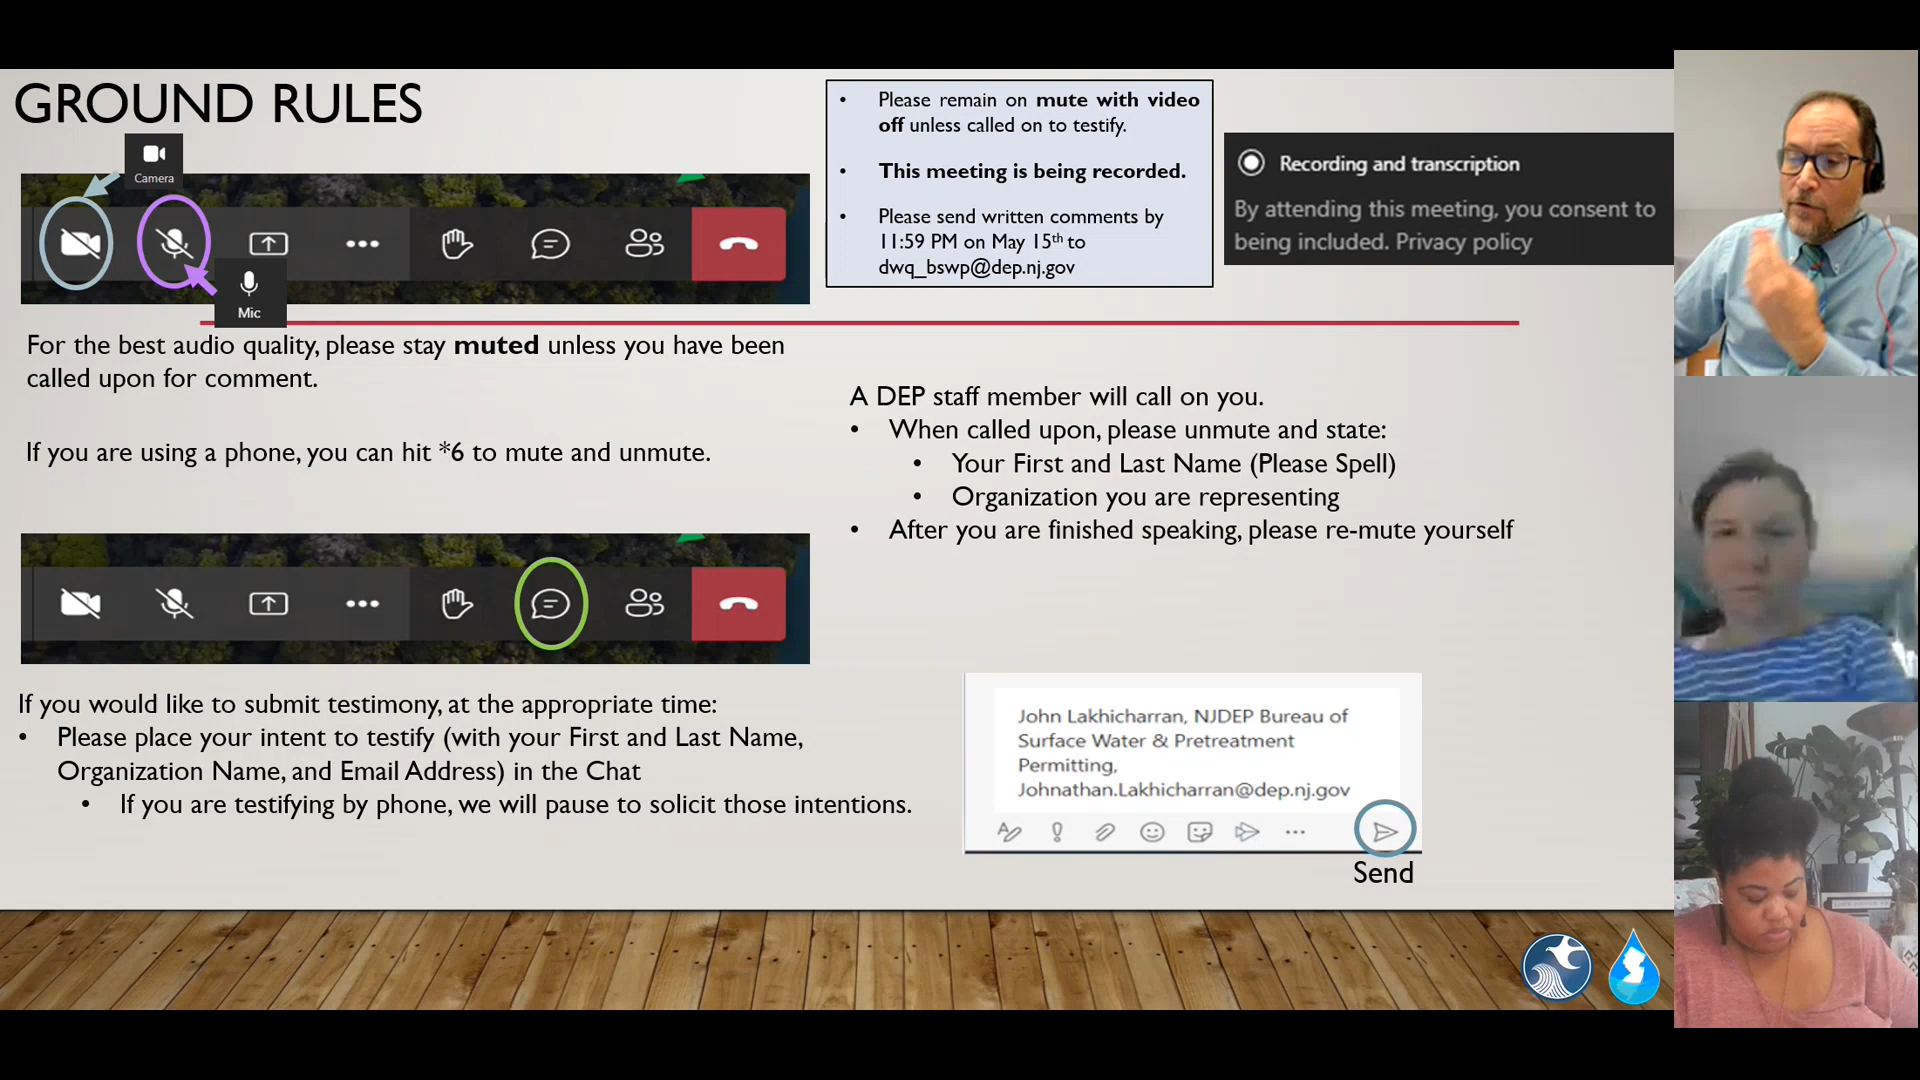 GROUND RULES
Camera
Mic
• Please remain on mute with video
off unless called on to testify.
• This meeting is being recorded.
• Please send written comments by
11:59 PM on May 15th to
dwq_bswp@dep.nj.gov
Recording and transcription
By attending this meeting, you consent to
being included. Privacy policy
For the best audio quality, please stay muted unless you have been
called upon for comment.
If you are using a phone, you can hit *6 to mute and unmute.
A DEP staff member will call on you.
• When called upon, please unmute and state:
• Your First and Last Name (Please Spell)
• Organization you are representing
• After you are finished speaking, please re-mute yourself
If you would like to submit testimony, at the appropriate time:
• Please place your intent to testify (with your First and Last Name,
Organization Name, and Email Address) in the Chat
• If you are testifying by phone, we will pause to solicit those intentions.
John Lakhicharran, NJDEP Bureau of
Surface Water & Pretreatment
Permitting,
Johnathan.Lakhicharran@dep.nj.gov
Send